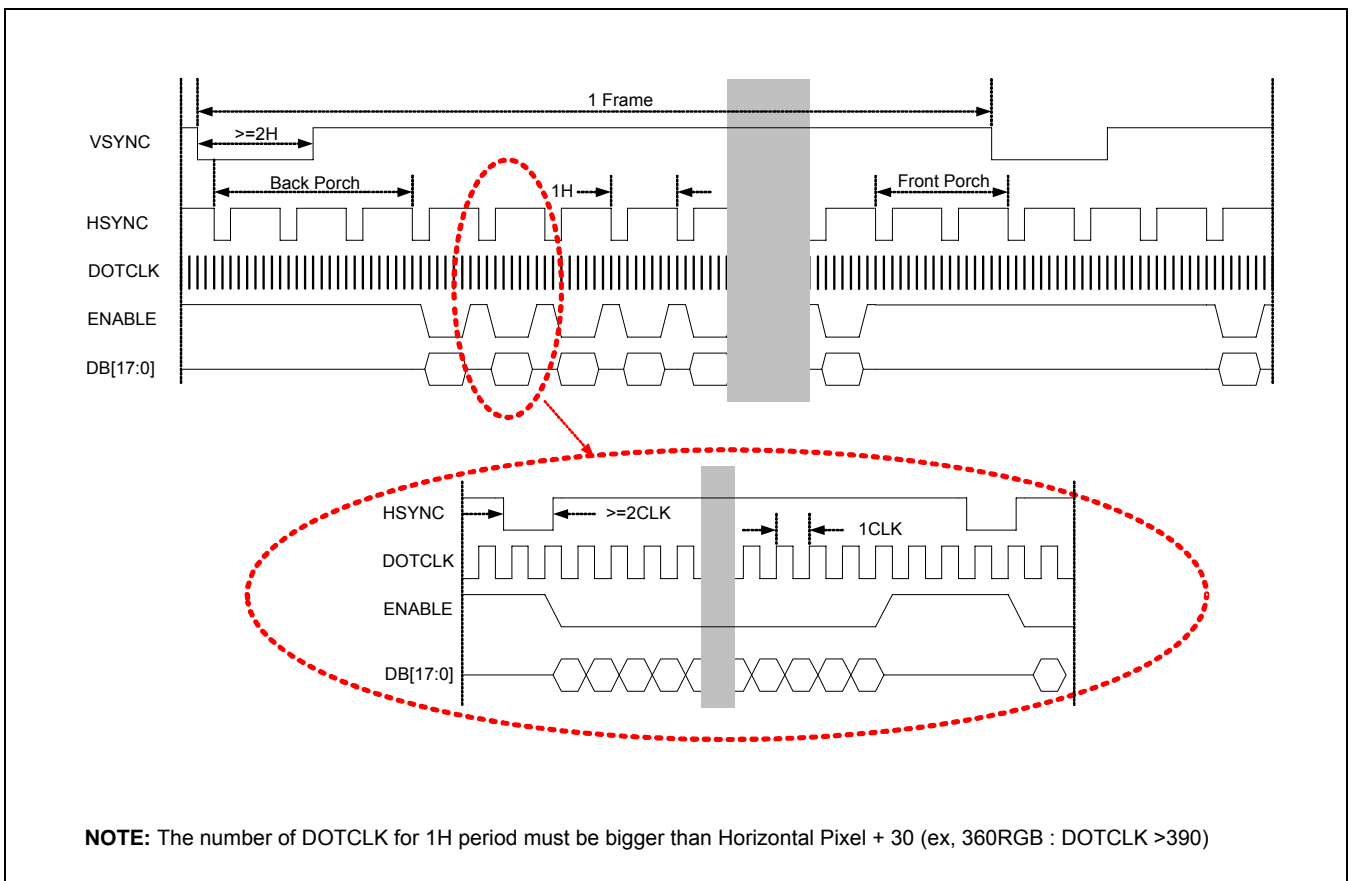 1 Frame
VSYNC
>=2H
Back Porch
1H
Front Porch
HSYNC
DOTCLK
ENABLE
DB[17:0]
HSYNC
>=2CLK
1CLK
DOTCLK
ENABLE
DB[17:0]
NOTE: The number of DOTCLK for 1H period must be bigger than Horizontal Pixel + 30 (ex, 360RGB : DOTCLK >390)